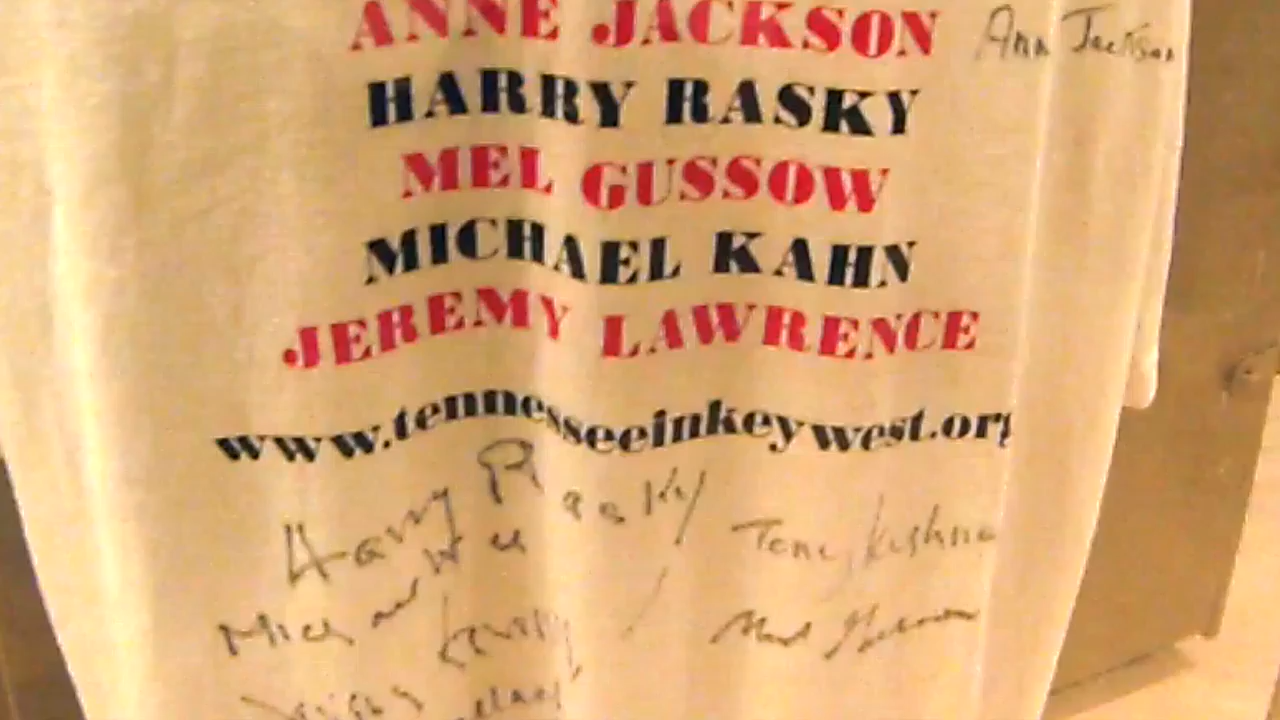 ANNE JACKSON
Ann Jackson
HARRY RASKY
MEL GUSSOW
MICHAEL KAHN
JEREMY LAWRENCE
www.tennesseeinkeywest.org
Harry Rasky